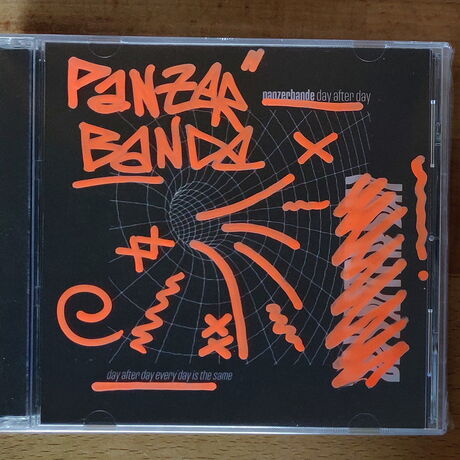 PANZER
BANDE
panzerbande day after day
day after day every day is the same